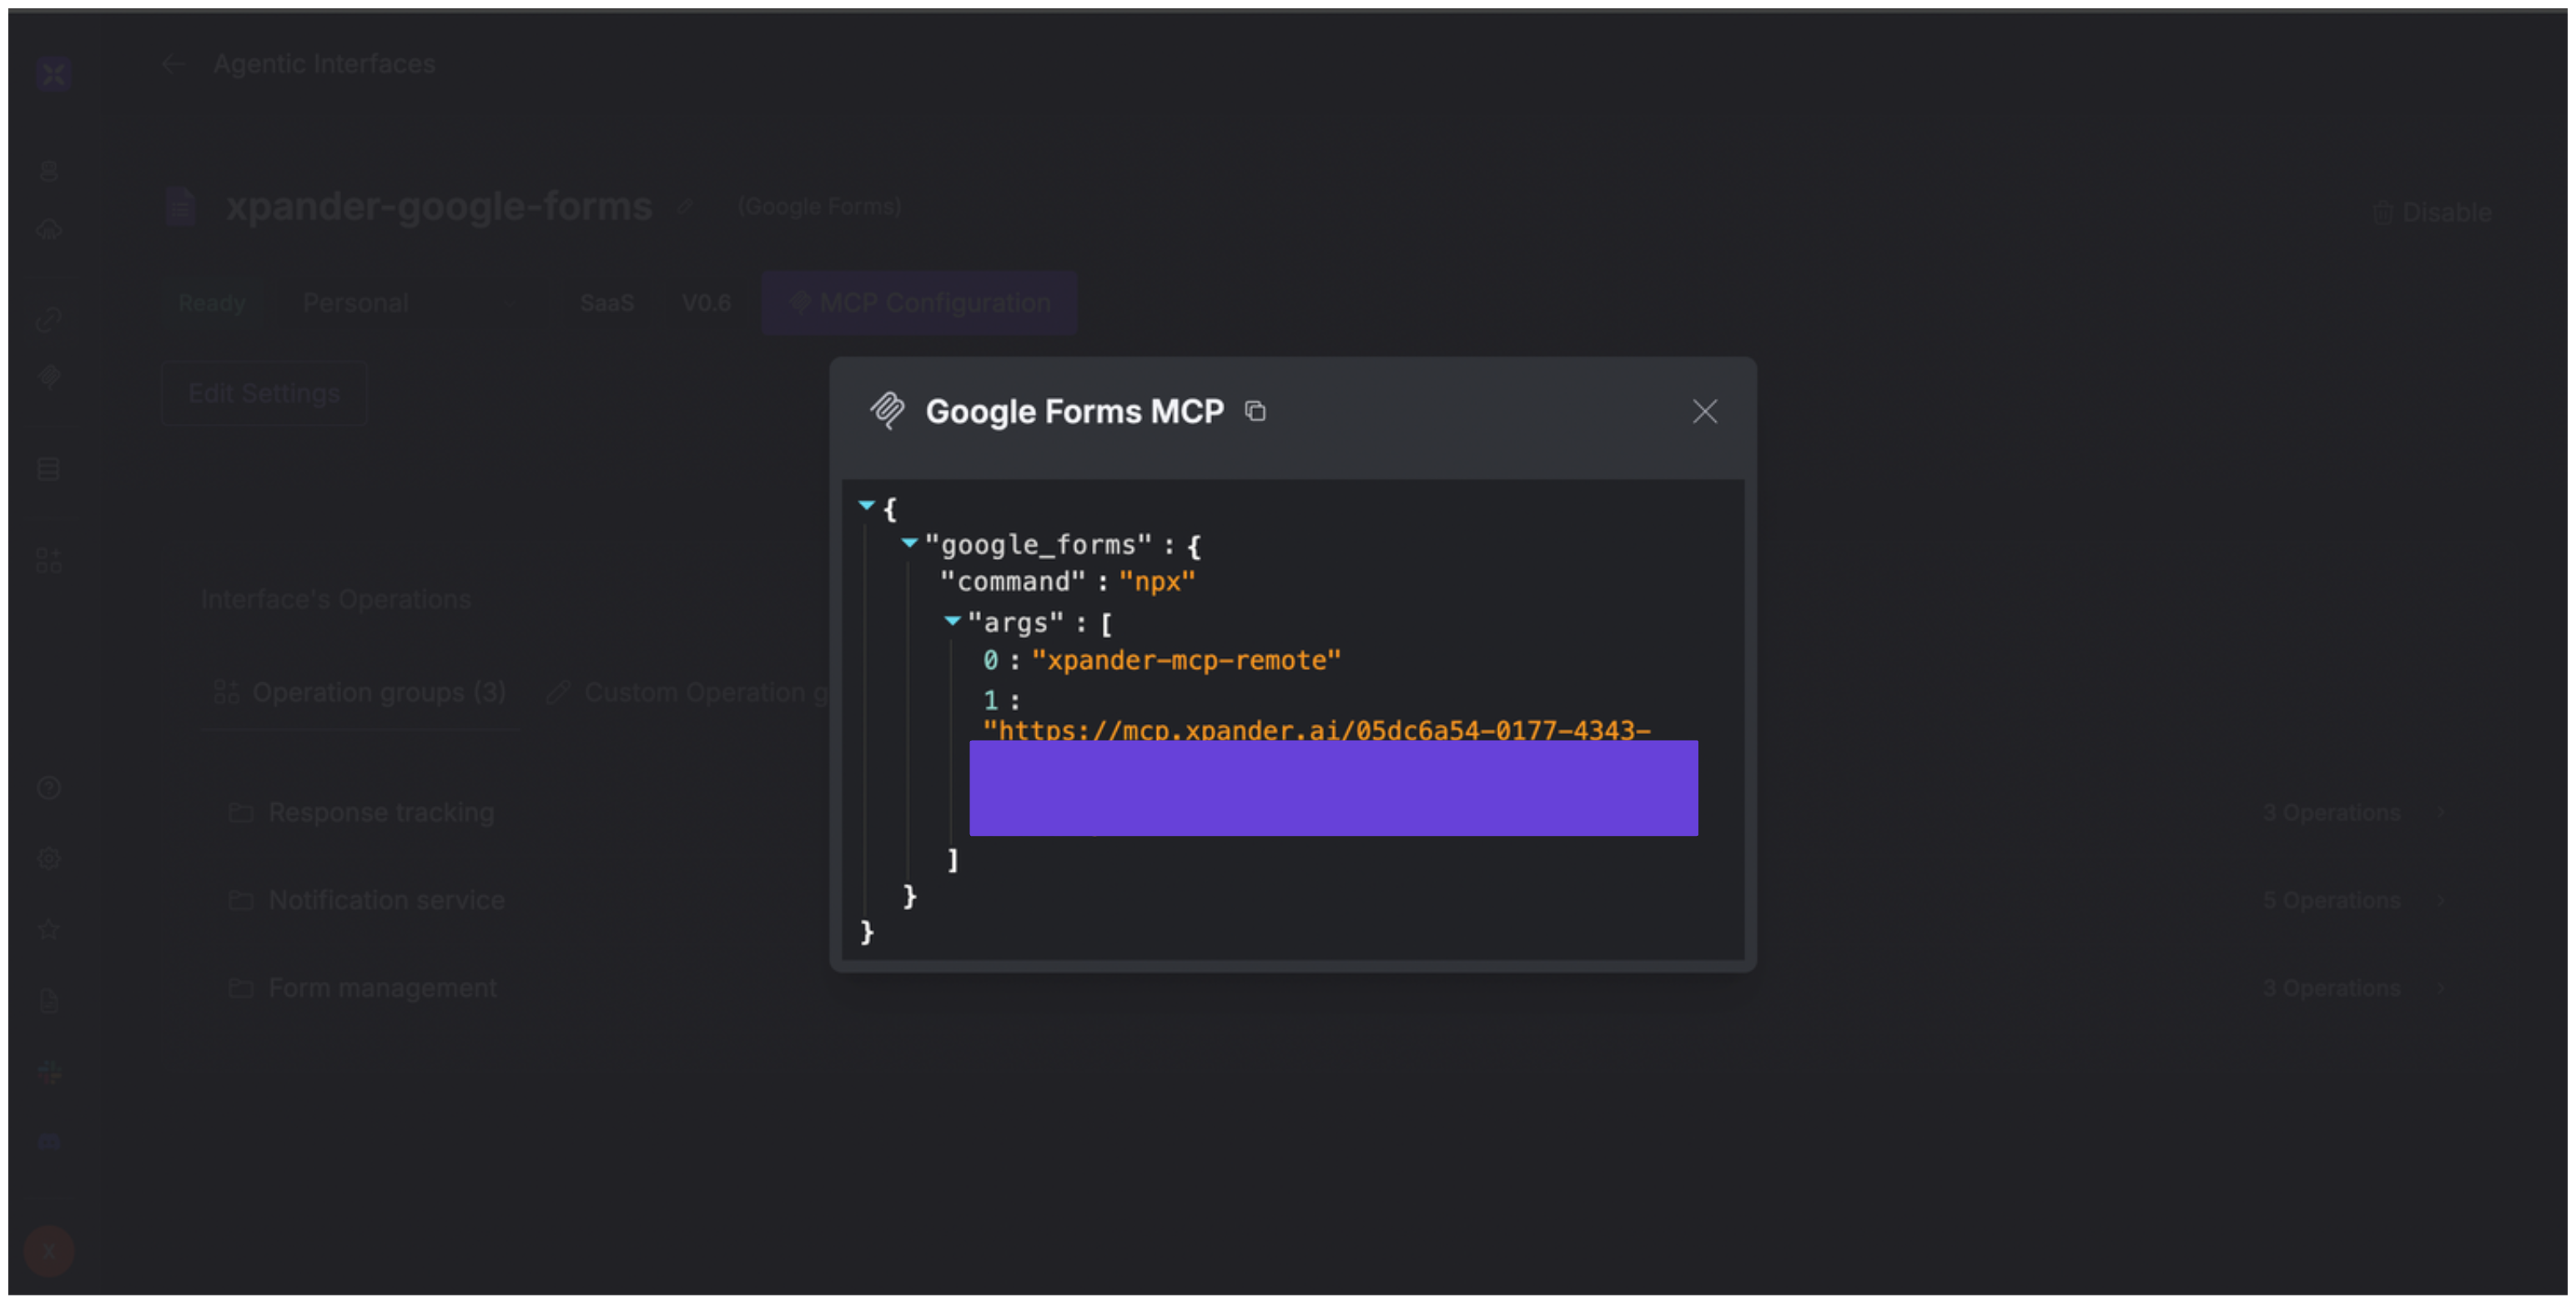 Agentic Interfaces
xpander-google-forms
(Google Forms)
Disable
Ready
Personal
SaaS
V0.6
MCP Configuration
Edit Settings
Google Forms MCP
{
"google_forms" : {
"command" : "npx"
"args" : [
0 : "xpander-mcp-remote"
1 :
"https://mcp.xpander.ai/05dc6a54-0177-4343-
]
}
}
Interface's Operations
Operation groups (3)
Custom Operation g
Response tracking
3 Operations
Notification service
5 Operations
Form management
3 Operations
X